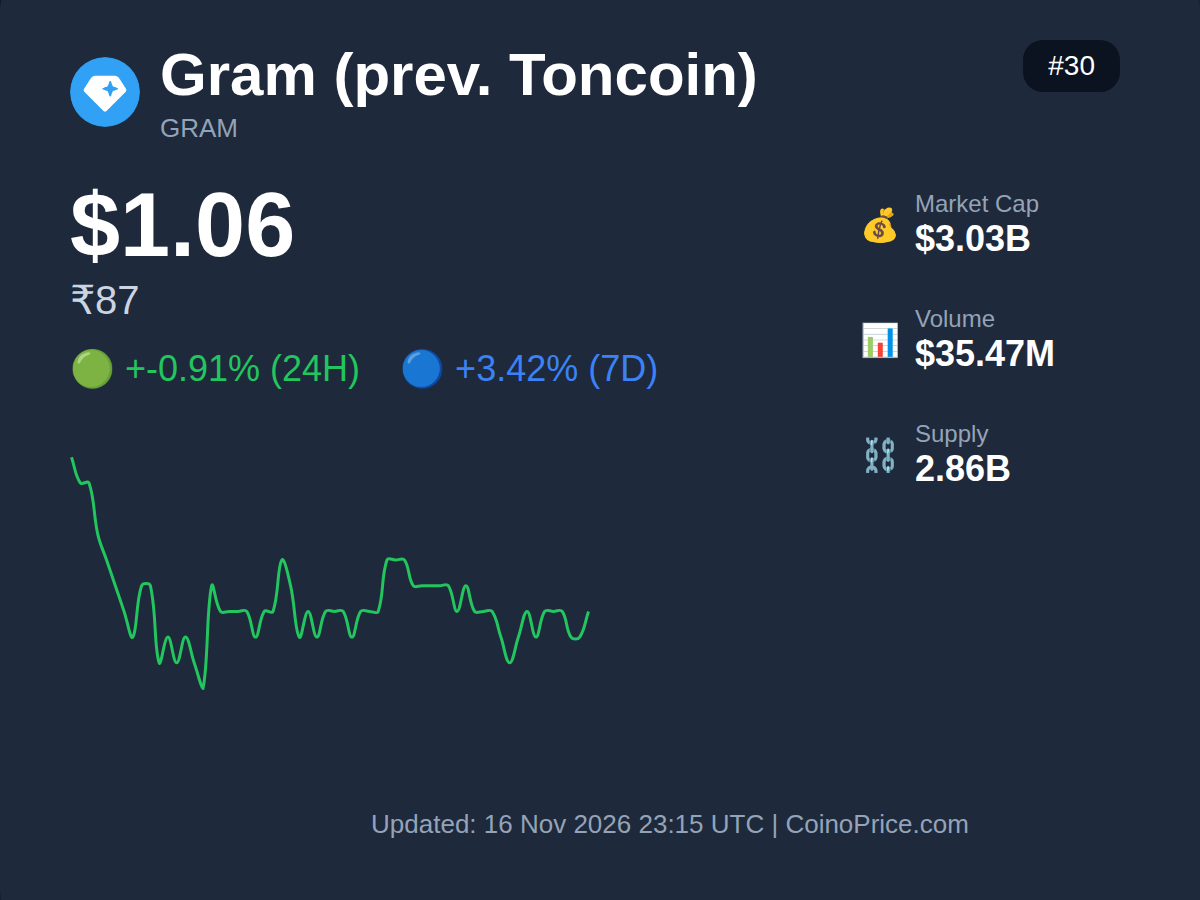 Gram (prev. Toncoin)
GRAM
#30
$1.06
₹87
+-0.91% (24H)
+3.42% (7D)
Market Cap
$3.03B
Volume
$35.47M
Supply
2.86B
Updated: 16 Nov 2026 23:15 UTC | CoinoPrice.com